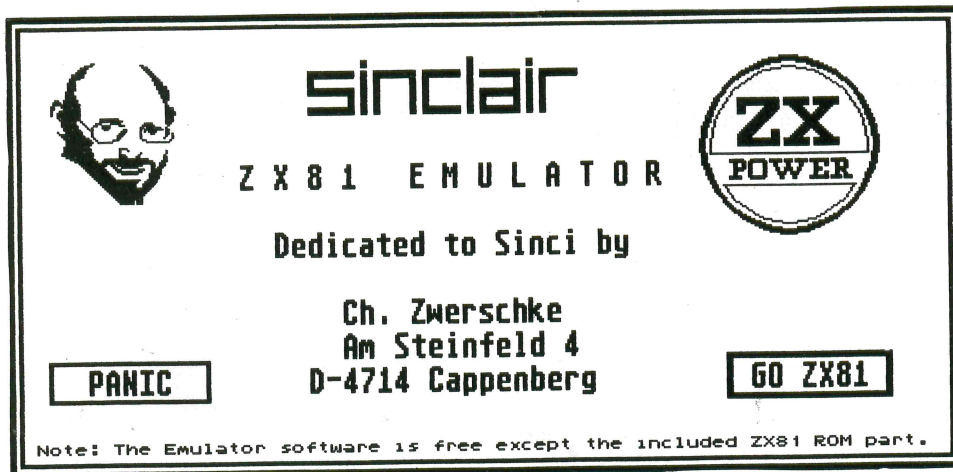 sinclair
ZX
POWER
ZX81 EMULATOR
Dedicated to Sinci by
Ch. Zwerschke
Am Steinfeld 4
D-4714 Cappenberg
PANIC
GO ZX81
Note: The Emulator software is free except the included ZX81 ROM part.